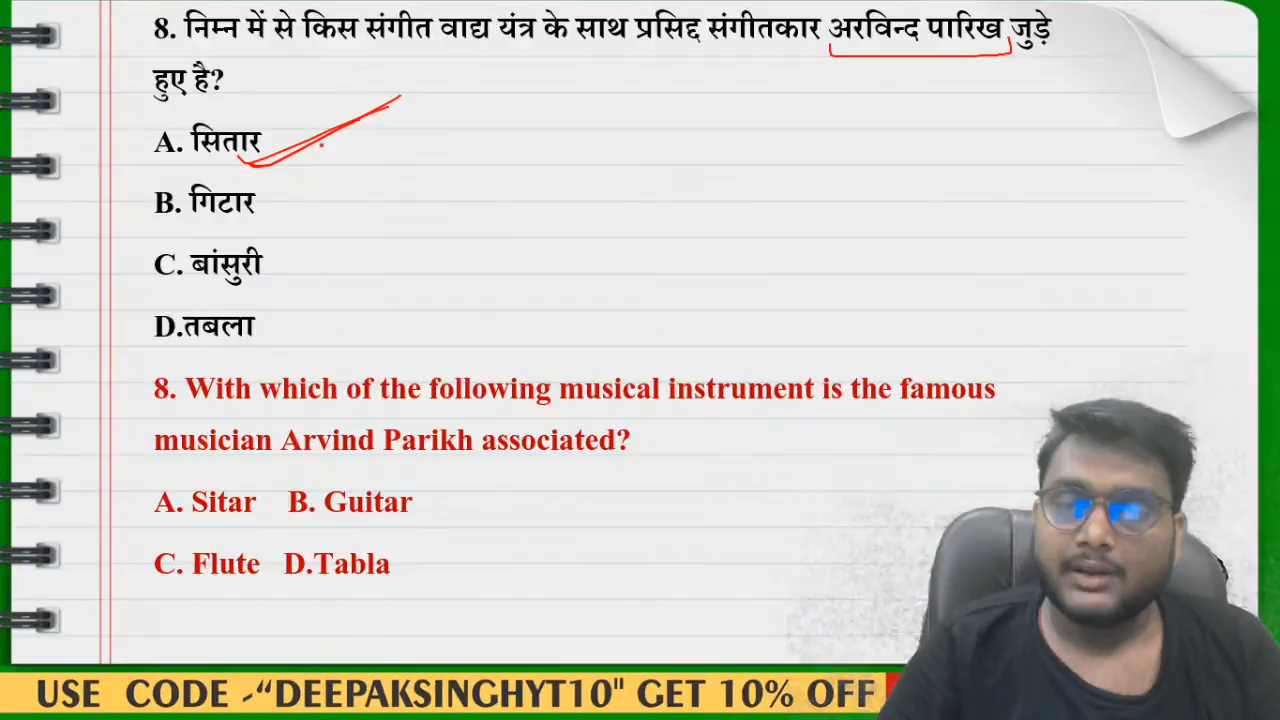 8. निम्न में से किस संगीत वाद्य यंत्र के साथ प्रसिद्द संगीतकार अरविन्द पारिख जुड़े
हुए है?
A. सितार
B. गिटार
C. बांसुरी
D.तबला
8. With which of the following musical instrument is the famous
musician Arvind Parikh associated?
A. Sitar B. Guitar
C. Flute D.Tabla
USE CODE -“DEEPAKSINGHYT10" GET 10% OFF